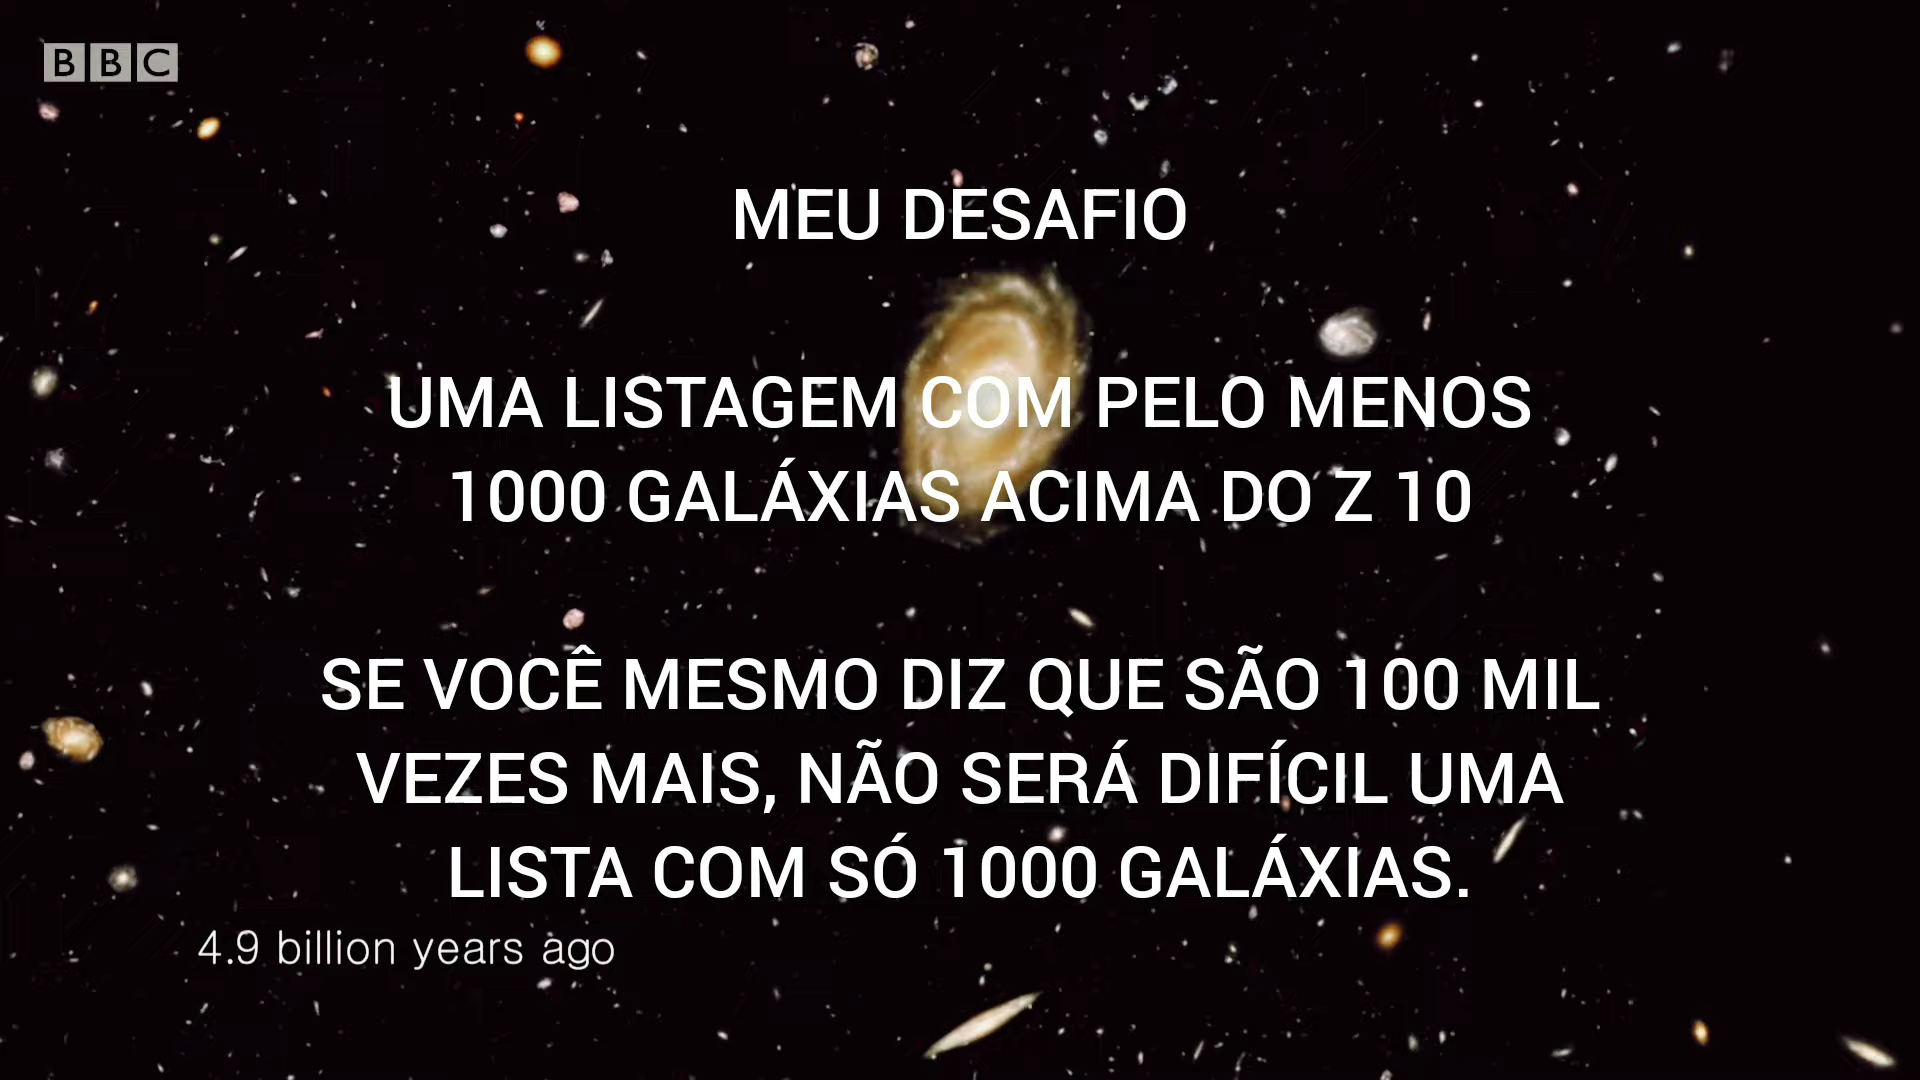 BBC
MEU DESAFIO
UMA LISTAGEM COM PELO MENOS
1000 GALÁXIAS ACIMA DO Z 10
SE VOCÊ MESMO DIZ QUE SÃO 100 MIL
VEZES MAIS, NÃO SERÁ DIFÍCIL UMA
LISTA COM SÓ 1000 GALÁXIAS.
4.9 billion years ago